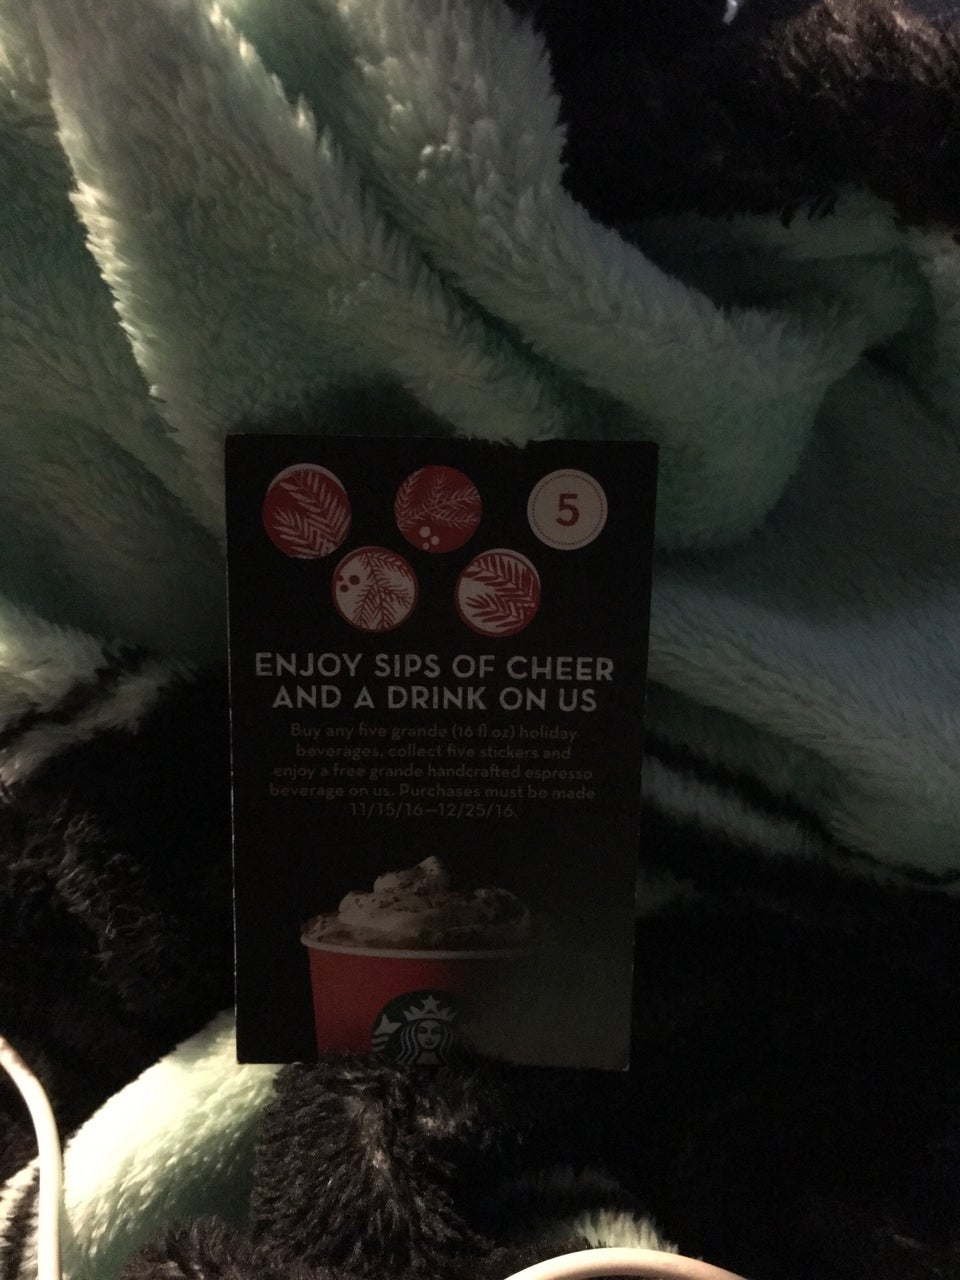 5
ENJOY SIPS OF CHEER
AND A DRINK ON US
Buy any five grande (16 fl oz) holiday
beverages, collect five stickers and
enjoy a free grande handcrafted espresso
beverage on us. Purchases must be made
11/15/16—12/25/16.